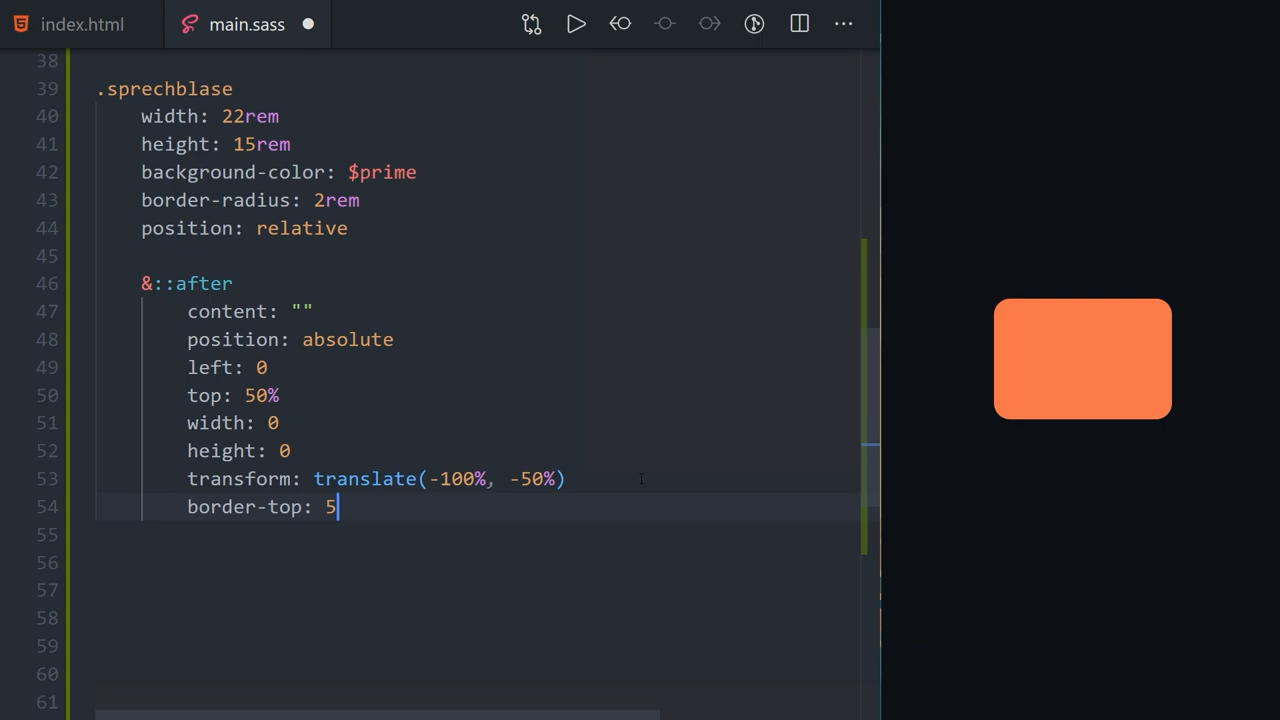 index.html
main.sass
38
39 .sprechblase
40 width: 22rem
41 height: 15rem
42 background-color: $prime
43 border-radius: 2rem
44 position: relative
45
46 &::after
47 content: ""
48 position: absolute
49 left: 0
50 top: 50%
51 width: 0
52 height: 0
53 transform: translate(-100%, -50%)
54 border-top: 5
55
56
57
58
59
60
61